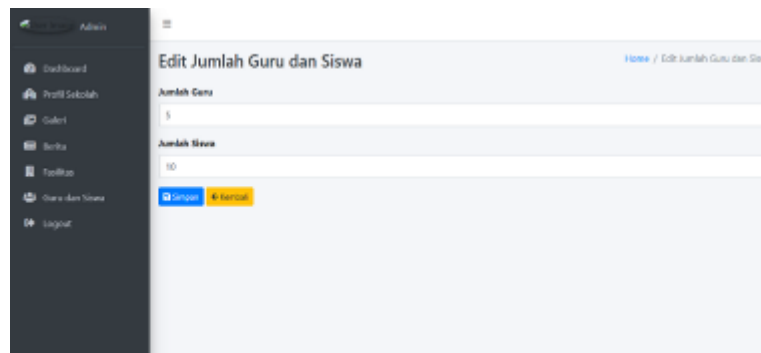 Admin
Dashboard
Profil Sekolah
Galeri
Berita
Fasilitas
Guru dan Siswa
Logout
Edit Jumlah Guru dan Siswa
Home / Edit Jumlah Guru dan Sis
Jumlah Guru
5
Jumlah Siswa
Simpan
Kembali